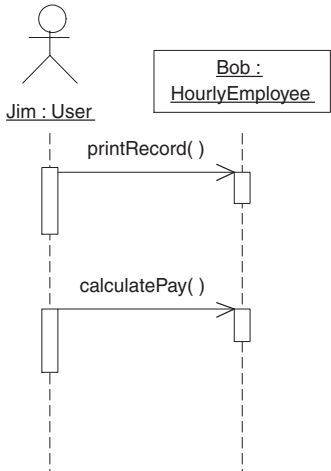 Bob :
HourlyEmployee
Jim : User
printRecord( )
calculatePay( )